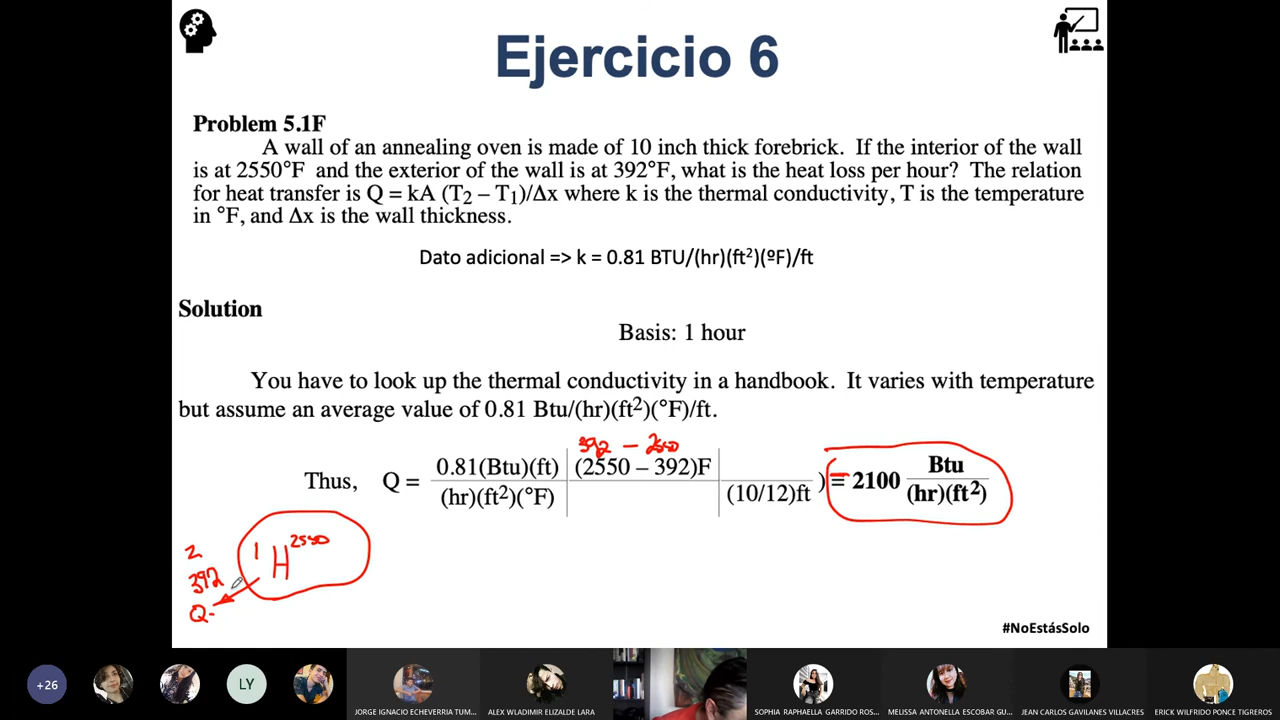 Ejercicio 6
Problem 5.1F
A wall of an annealing oven is made of 10 inch thick forebrick. If the interior of the wall
is at 2550°F and the exterior of the wall is at 392°F, what is the heat loss per hour? The relation
for heat transfer is Q = kA (T2 – T1)/Δx where k is the thermal conductivity, T is the temperature
in °F, and Δx is the wall thickness.
Dato adicional => k = 0.81 BTU/(hr)(ft²)(ºF)/ft
Solution
Basis: 1 hour
You have to look up the thermal conductivity in a handbook. It varies with temperature
but assume an average value of 0.81 Btu/(hr)(ft²)(°F)/ft.
392 – 2550
Thus, Q = 0.81(Btu)(ft) | (2550 – 392)F | ) = – 2100 Btu
(hr)(ft²)(°F) | | (10/12)ft (hr)(ft²)
2 1 H 2550
392
Q-
#NoEstásSolo
+26
LY
JORGE IGNACIO ECHEVERRIA TUM...
ALEX WLADIMIR ELIZALDE LARA
SOPHIA RAPHAELLA GARRIDO ROS...
MELISSA ANTONELLA ESCOBAR GU...
JEAN CARLOS GAVILANES VILLACRES
ERICK WILFRIDO PONCE TIGREROS